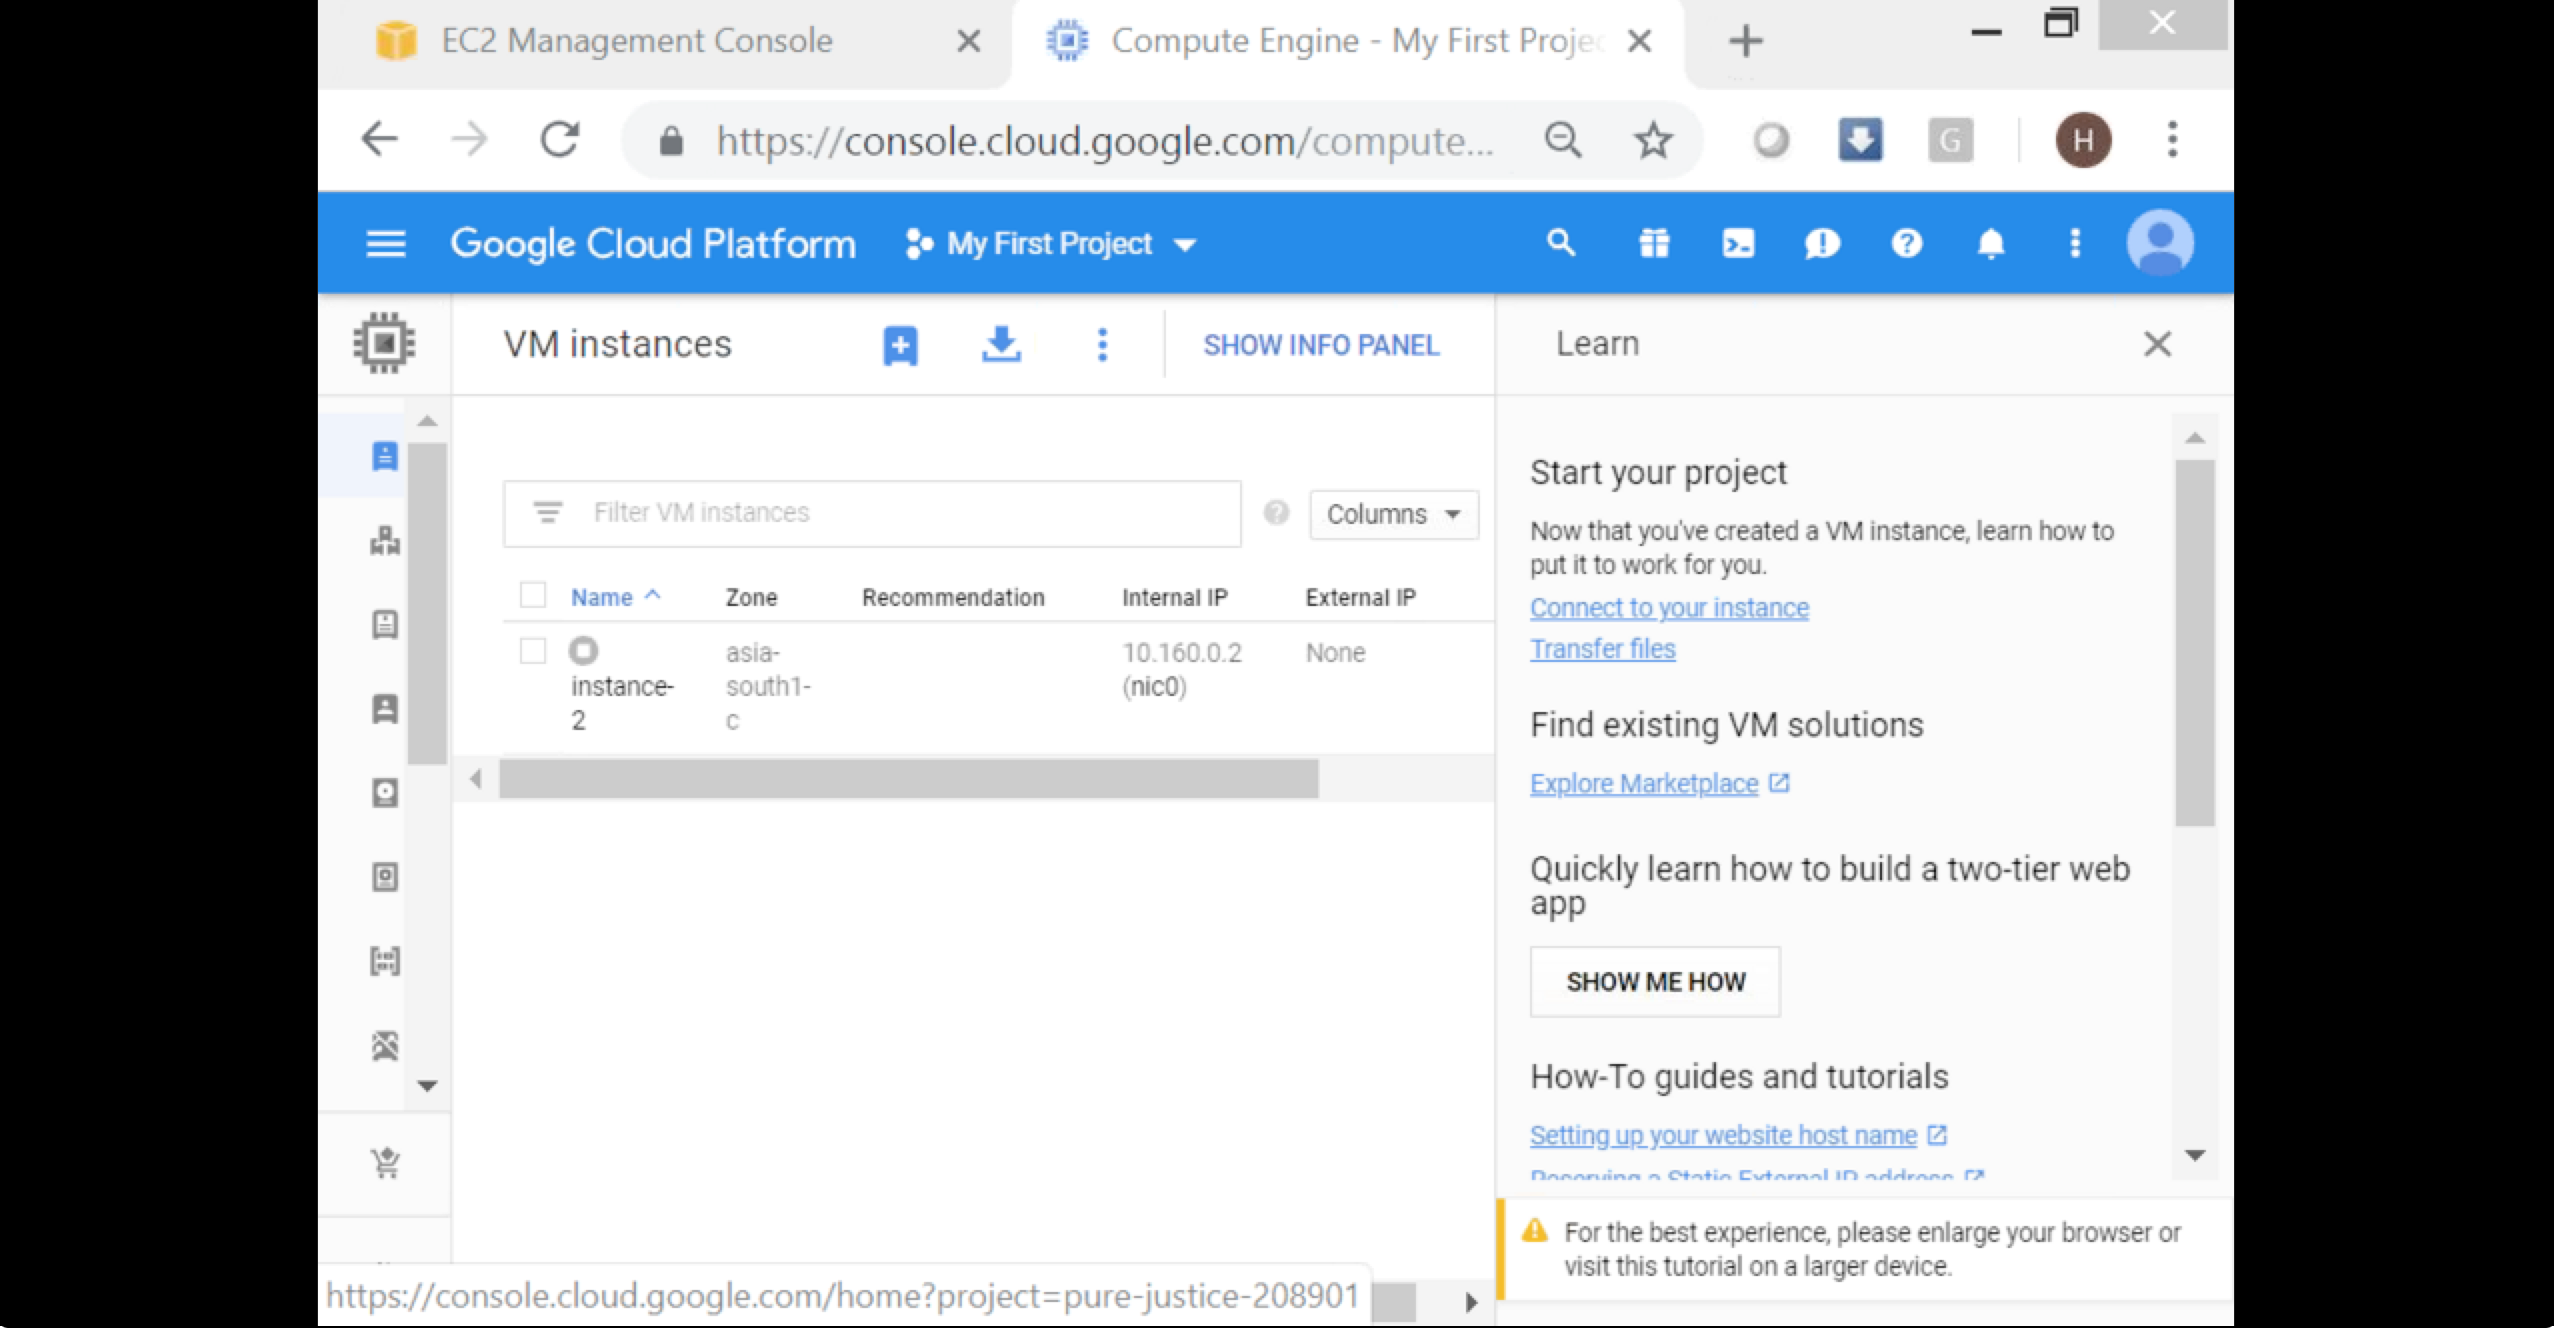 EC2 Management Console
Compute Engine - My First Projec
https://console.cloud.google.com/compute...
G
H
Google Cloud Platform
My First Project
VM instances
SHOW INFO PANEL
Learn
Filter VM instances
Columns
Name Zone Recommendation Internal IP External IP
instance-2 asia-south1-c 10.160.0.2 (nic0) None
Start your project
Now that you've created a VM instance, learn how to
put it to work for you.
Connect to your instance
Transfer files
Find existing VM solutions
Explore Marketplace
Quickly learn how to build a two-tier web
app
SHOW ME HOW
How-To guides and tutorials
Setting up your website host name
Reserving a Static External IP address
For the best experience, please enlarge your browser or
visit this tutorial on a larger device.
https://console.cloud.google.com/home?project=pure-justice-208901